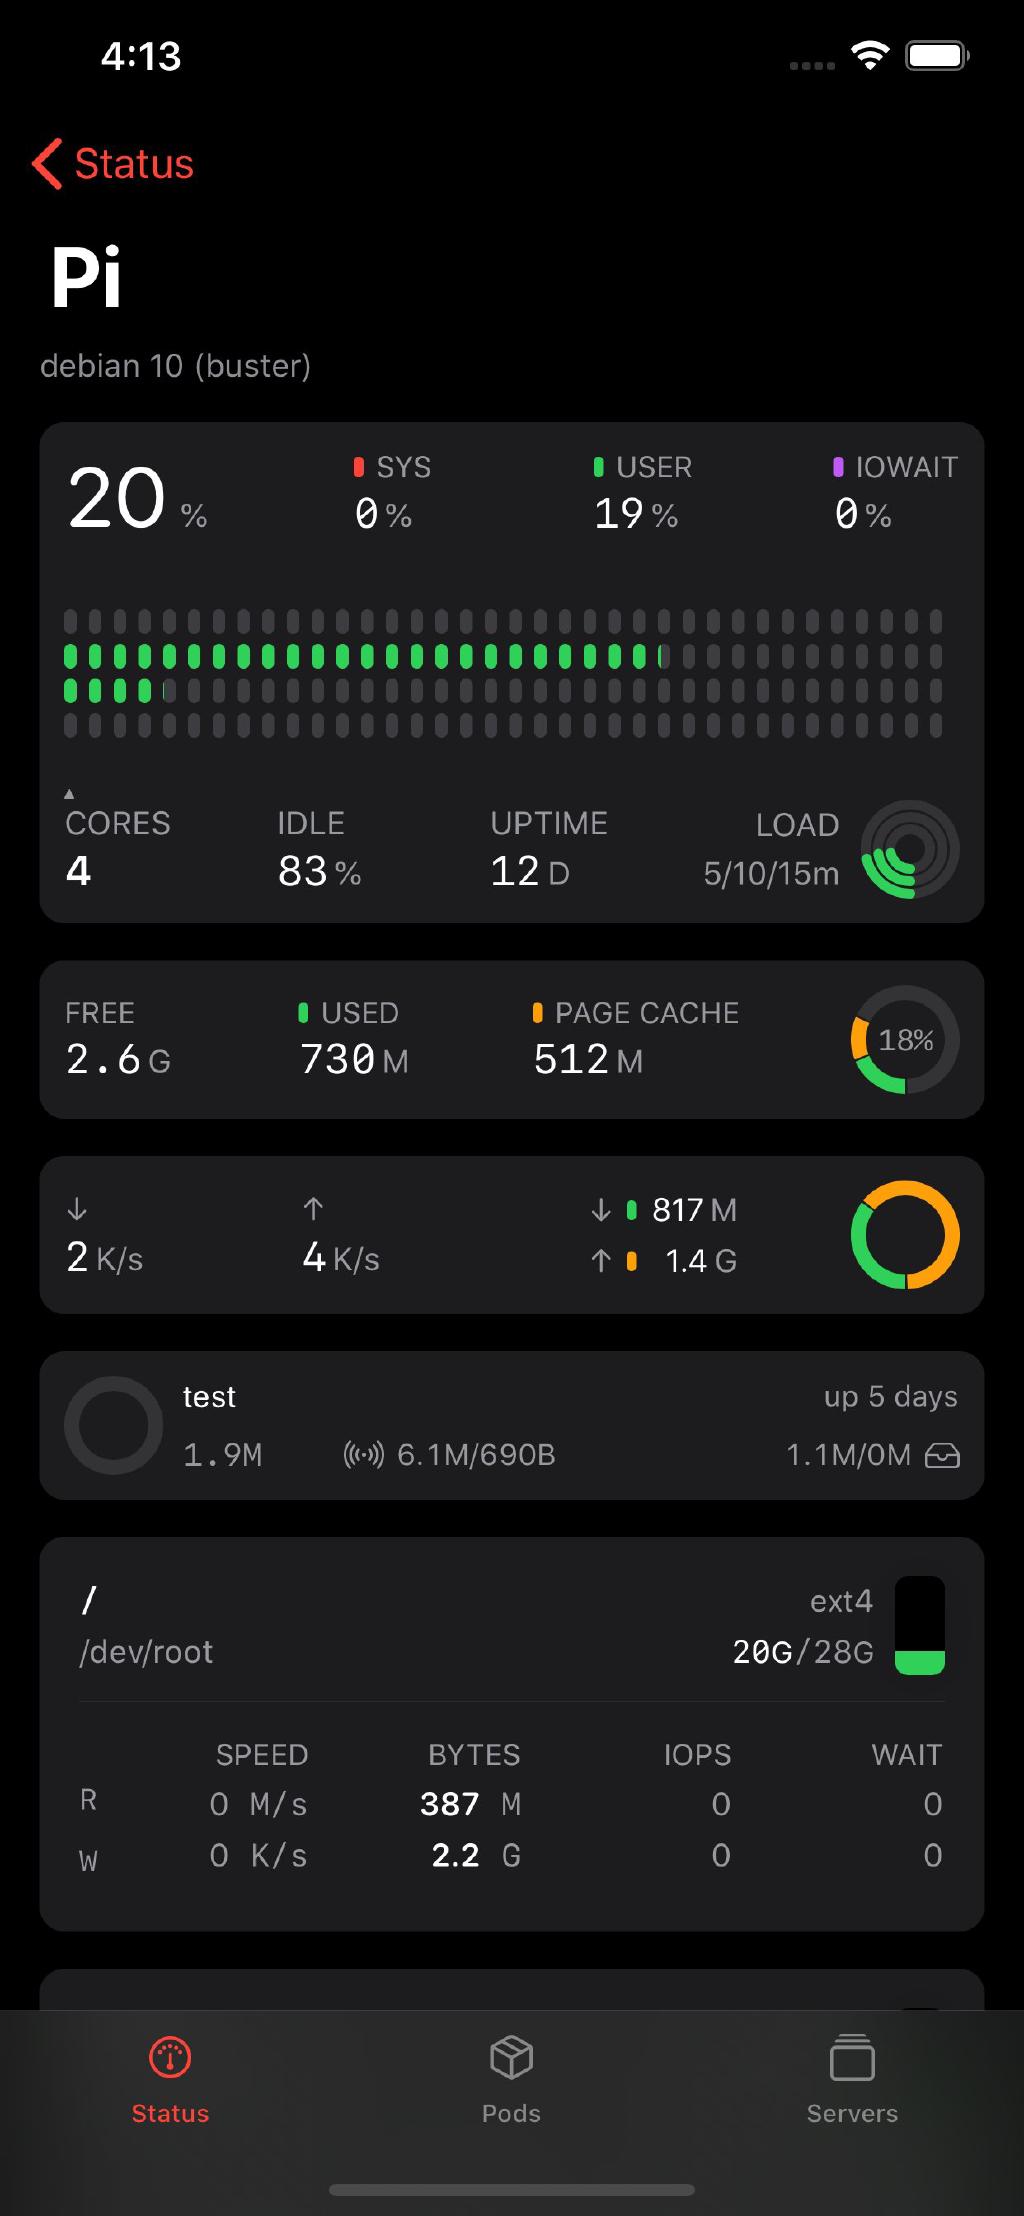 4:13
Status
Pi
debian 10 (buster)
20 %
SYS
0 %
USER
19 %
IOWAIT
0 %
CORES
4
IDLE
83 %
UPTIME
12 D
LOAD
5/10/15m
FREE
2.6 G
USED
730 M
PAGE CACHE
512 M
18%
↓
2 K/s
↑
4 K/s
↓ 817 M
↑ 1.4 G
test
up 5 days
1.9M
6.1M/690B
1.1M/0M
/
ext4
/dev/root
20G/28G
SPEED BYTES IOPS WAIT
R 0 M/s 387 M 0 0
W 0 K/s 2.2 G 0 0
Status
Pods
Servers